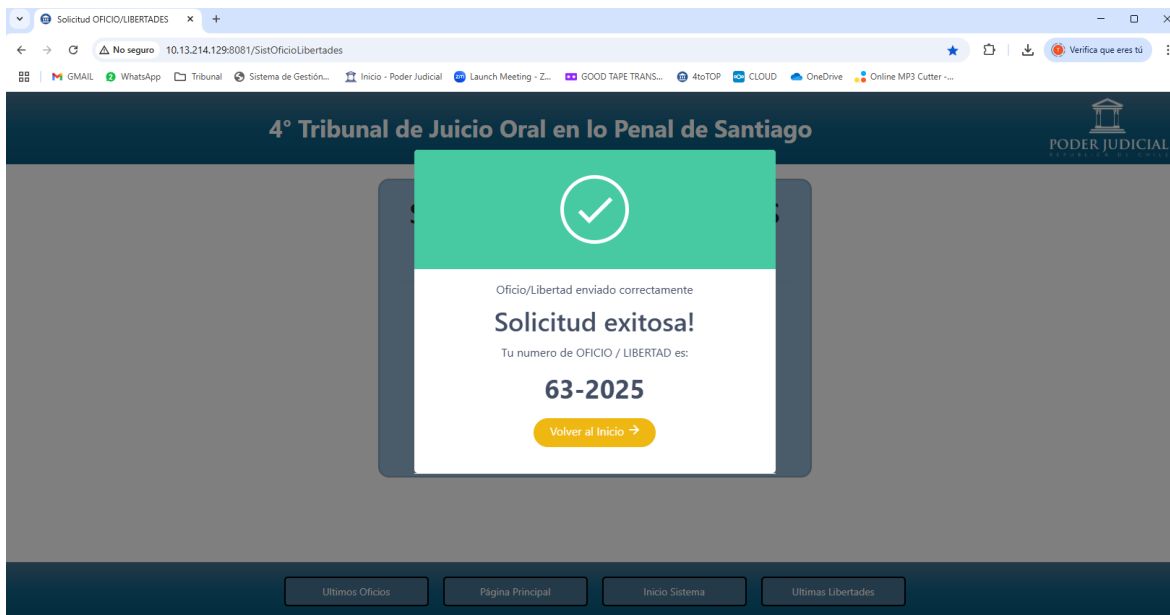 Solicitud OFICIO/LIBERTADES
No seguro 10.13.214.129:8081/SistOficioLibertades Verifica que eres tú
GMAIL WhatsApp Tribunal Sistema de Gestión... Inicio - Poder Judicial Launch Meeting - Z... GOOD TAPE TRANS... 4toTOP CLOUD OneDrive Online MP3 Cutter -...
4° Tribunal de Juicio Oral en lo Penal de Santiago
PODER JUDICIAL
REPUBLICA DE CHILE
Oficio/Libertad enviado correctamente
Solicitud exitosa!
Tu numero de OFICIO / LIBERTAD es:
63-2025
Volver al Inicio
Ultimos Oficios Página Principal Inicio Sistema Ultimas Libertades